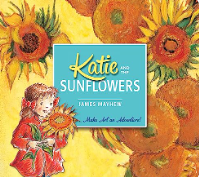 Katie AND THE
SUNFLOWERS
JAMES MAYHEW
Make Art an Adventure!